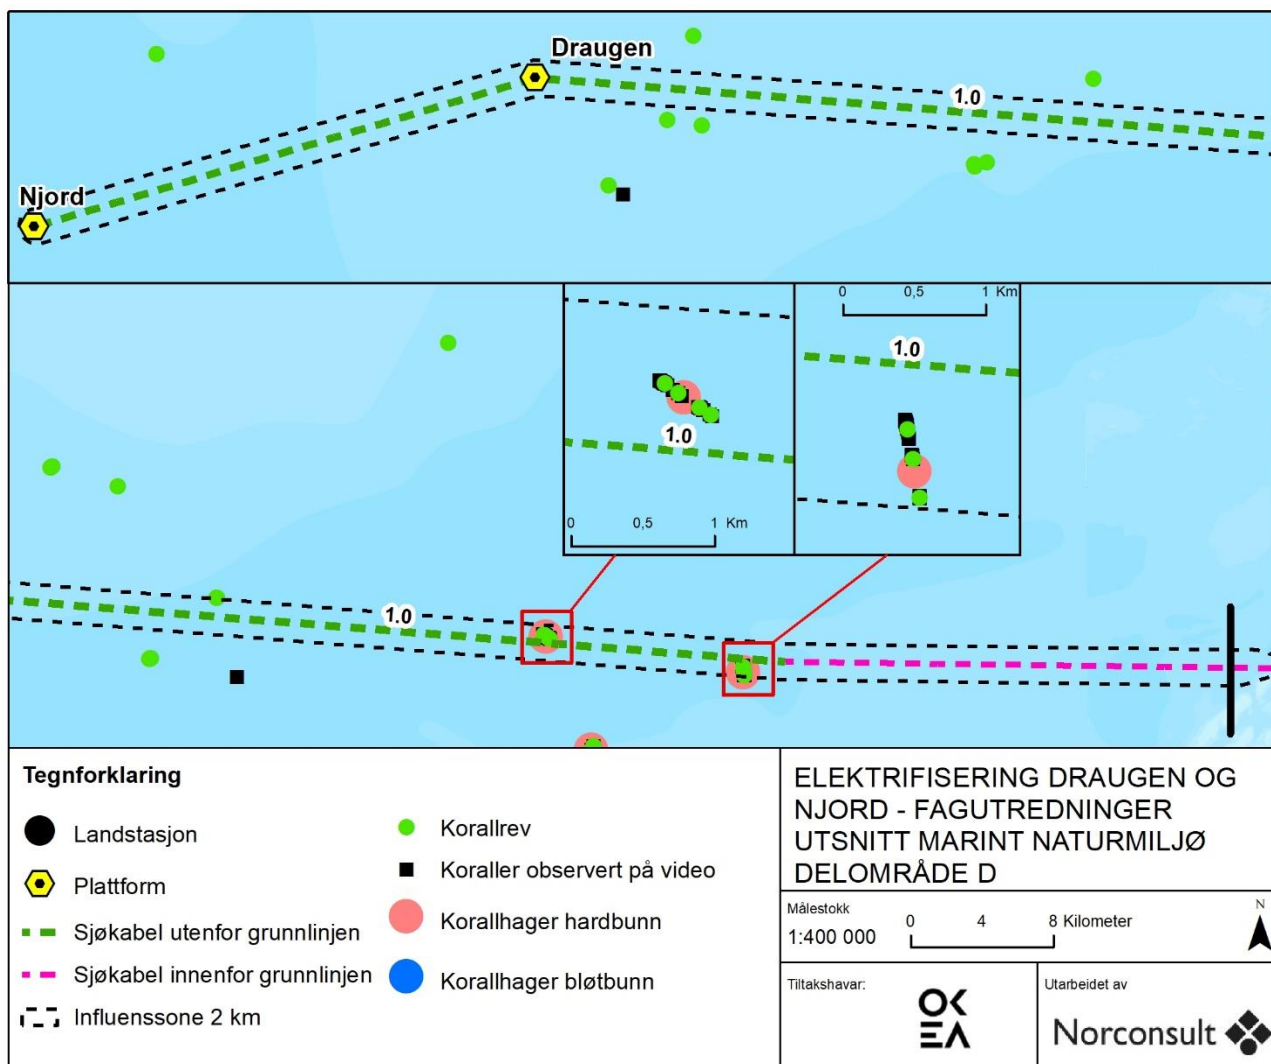 Draugen
1.0
Njord
0 0,5 1 Km
1.0
1.0
0 0,5 1 Km
1.0
Tegnforklaring
Landstasjon
Plattform
Sjøkabel utenfor grunnlinjen
Sjøkabel innenfor grunnlinjen
Influenssone 2 km
Korallrev
Koraller observert på video
Korallhager hardbunn
Korallhager bløtbunn
ELEKTRIFISERING DRAUGEN OG
NJORD - FAGUTREDNINGER
UTSNITT MARINT NATURMILJØ
DELOMRÅDE D
Målestokk
1:400 000
0 4 8 Kilometer
N
Tiltakshavar:
OKEA
Utarbeidet av
Norconsult